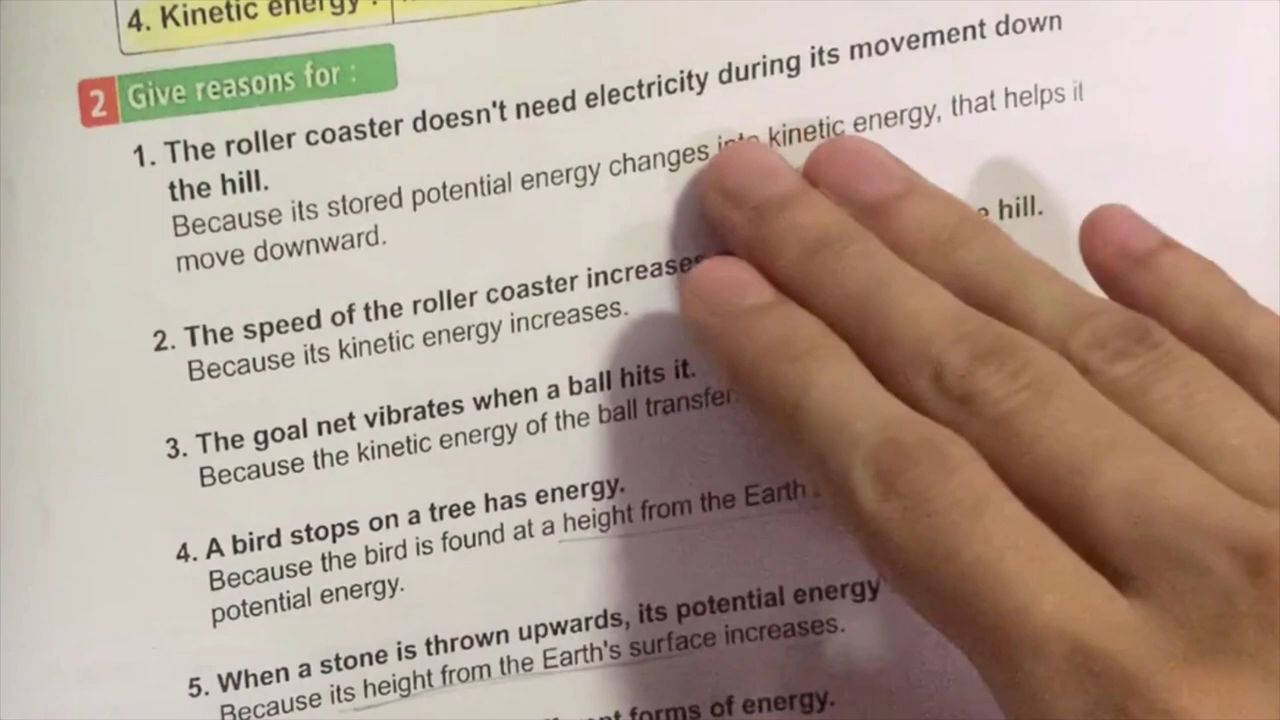 4. Kinetic energy :
2 Give reasons for :
1. The roller coaster doesn't need electricity during its movement down
the hill.
Because its stored potential energy changes into kinetic energy, that helps it
move downward.
2. The speed of the roller coaster increases hill.
Because its kinetic energy increases.
3. The goal net vibrates when a ball hits it.
Because the kinetic energy of the ball
4. A bird stops on a tree has energy.
Because the bird is found at a height from the Earth
potential energy.
5. When a stone is thrown upwards, its potential energy
Because its height from the Earth's surface increases.
forms of energy.